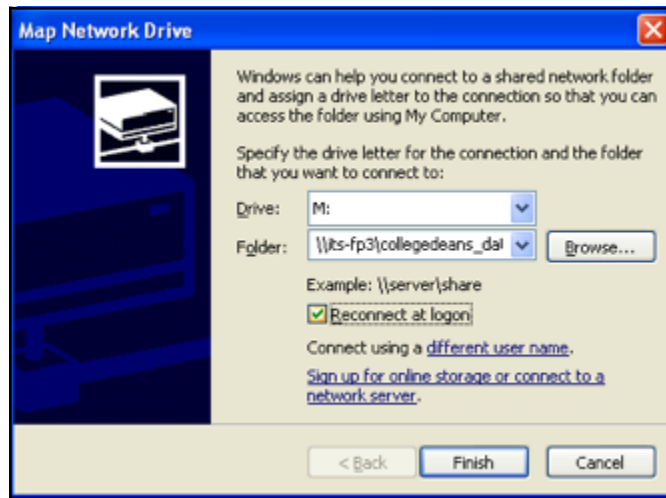 Map Network Drive
Windows can help you connect to a shared network folder
and assign a drive letter to the connection so that you can
access the folder using My Computer.
Specify the drive letter for the connection and the folder
that you want to connect to:
Drive: M:
Folder: \\its-fp3\collegedeans_dat Browse...
Example: \\server\share
Reconnect at logon
Connect using a different user name.
Sign up for online storage or connect to a
network server.
< Back Finish Cancel